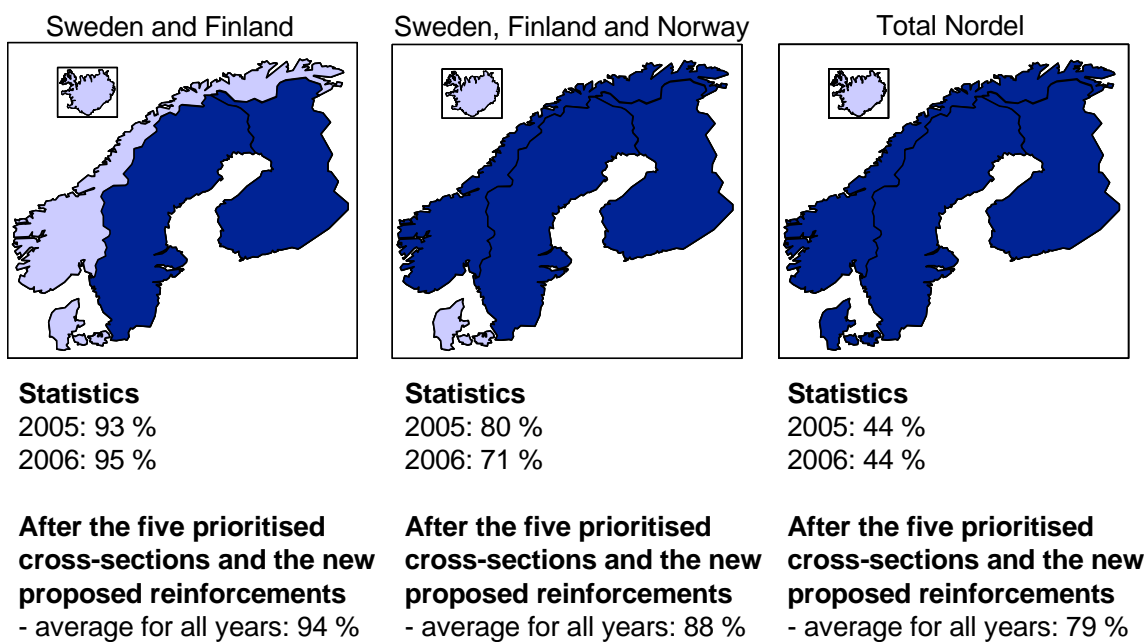 Sweden and Finland
Statistics
2005: 93 %
2006: 95 %
After the five prioritised
cross-sections and the new
proposed reinforcements
- average for all years: 94 %
Sweden, Finland and Norway
Statistics
2005: 80 %
2006: 71 %
After the five prioritised
cross-sections and the new
proposed reinforcements
- average for all years: 88 %
Total Nordel
Statistics
2005: 44 %
2006: 44 %
After the five prioritised
cross-sections and the new
proposed reinforcements
- average for all years: 79 %